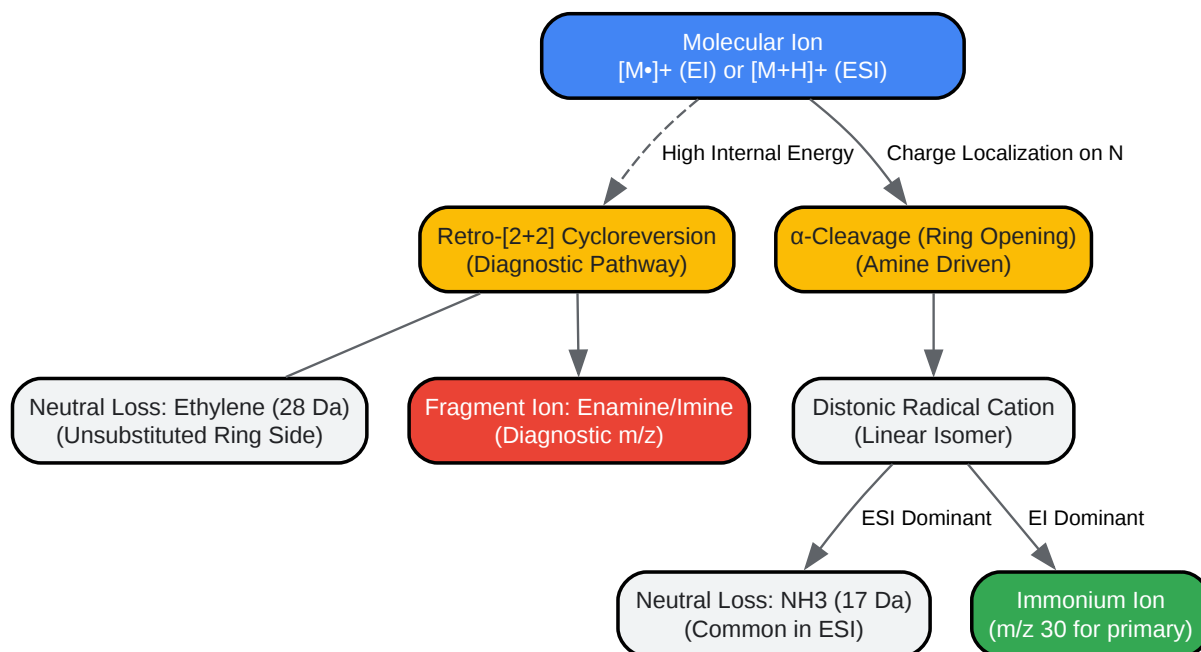 Molecular Ion
[M•]+ (EI) or [M+H]+ (ESI)
High Internal Energy
Charge Localization on N
Retro-[2+2] Cycloreversion
(Diagnostic Pathway)
α-Cleavage (Ring Opening)
(Amine Driven)
Neutral Loss: Ethylene (28 Da)
(Unsubstituted Ring Side)
Fragment Ion: Enamine/Imine
(Diagnostic m/z)
Distonic Radical Cation
(Linear Isomer)
ESI Dominant
EI Dominant
Neutral Loss: NH3 (17 Da)
(Common in ESI)
Immonium Ion
(m/z 30 for primary)